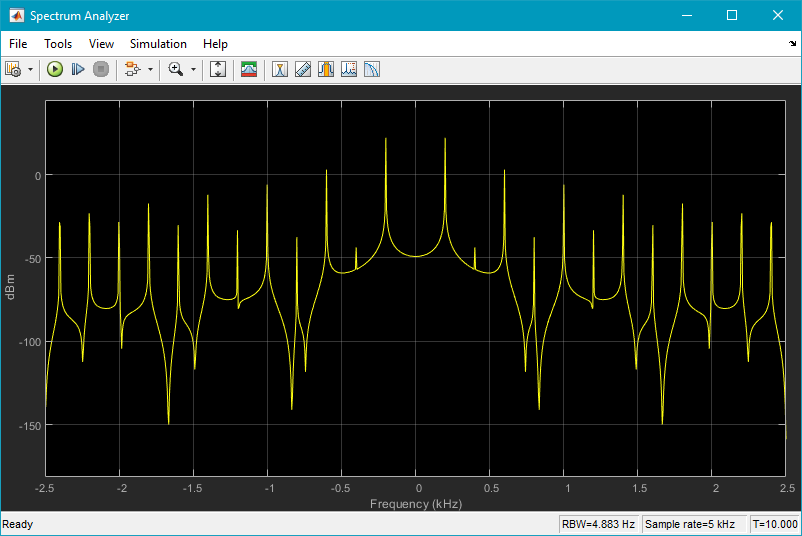 Spectrum Analyzer
File Tools View Simulation Help
0
-50
-100
-150
dBm
-2.5 -2 -1.5 -1 -0.5 0 0.5 1 1.5 2 2.5
Frequency (kHz)
Ready RBW=4.883 Hz Sample rate=5 kHz T=10.000